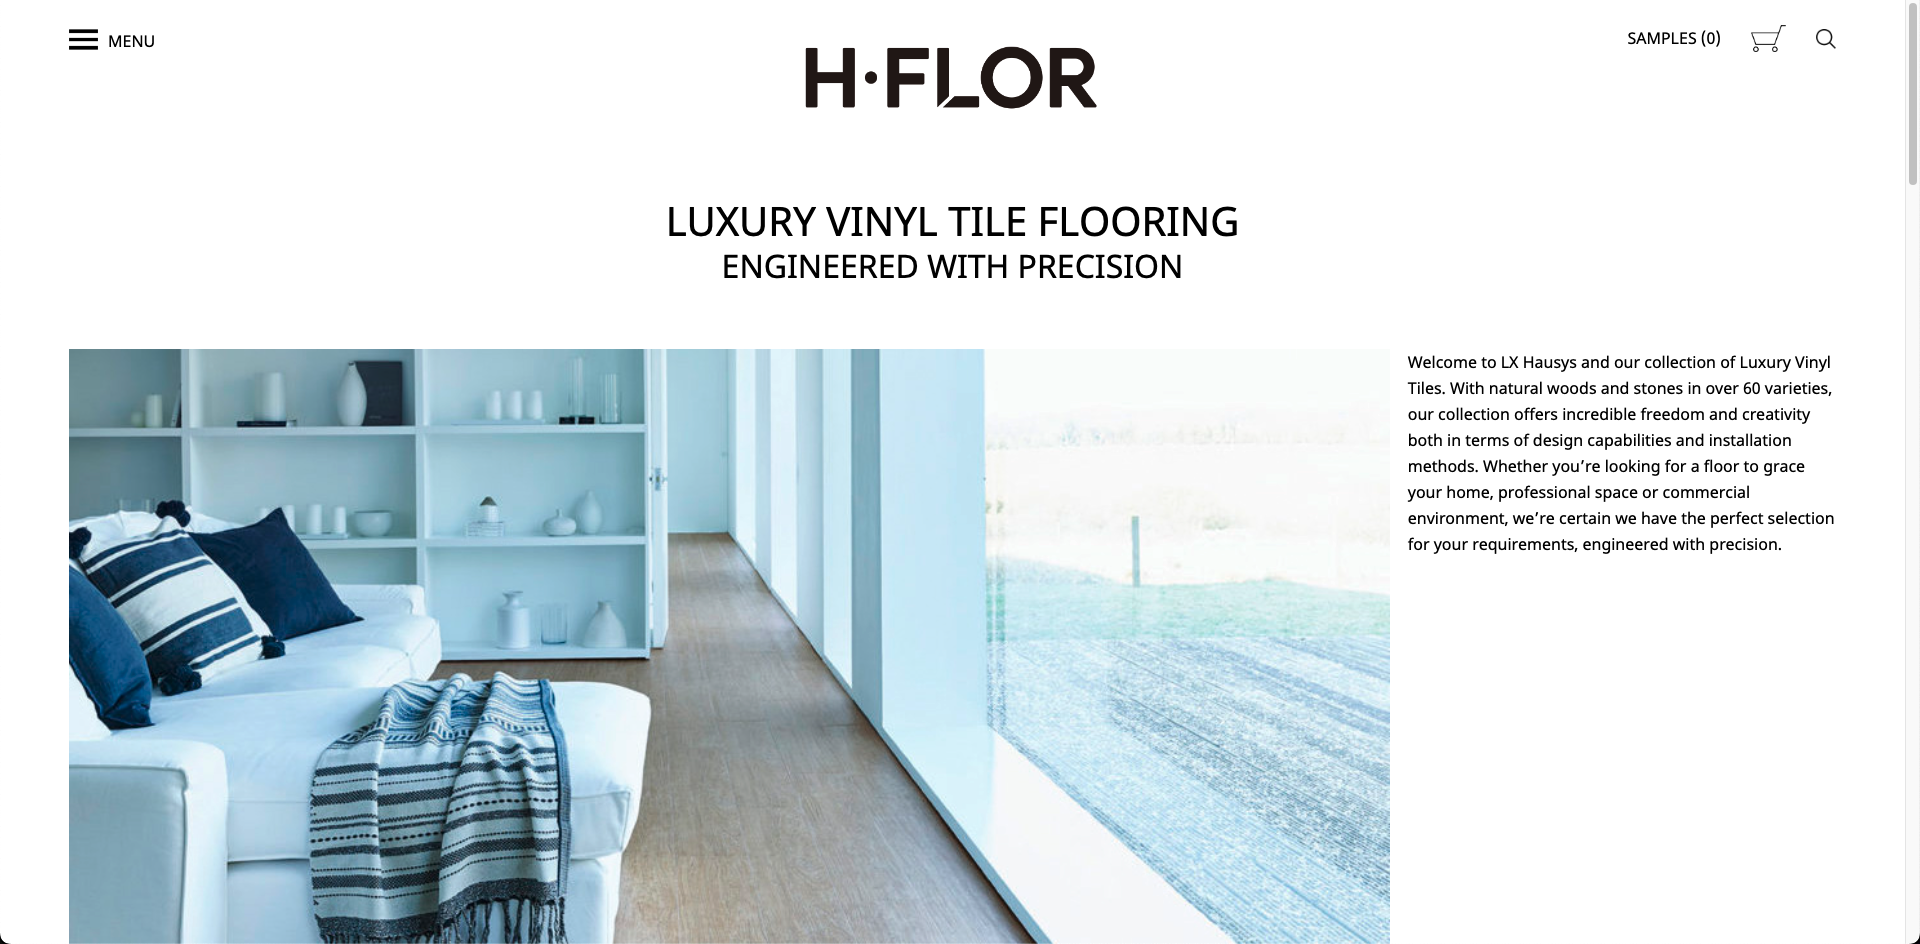 MENU
H·FLOR
SAMPLES (0)
LUXURY VINYL TILE FLOORING
ENGINEERED WITH PRECISION
Welcome to LX Hausys and our collection of Luxury Vinyl
Tiles. With natural woods and stones in over 60 varieties,
our collection offers incredible freedom and creativity
both in terms of design capabilities and installation
methods. Whether you’re looking for a floor to grace
your home, professional space or commercial
environment, we’re certain we have the perfect selection
for your requirements, engineered with precision.